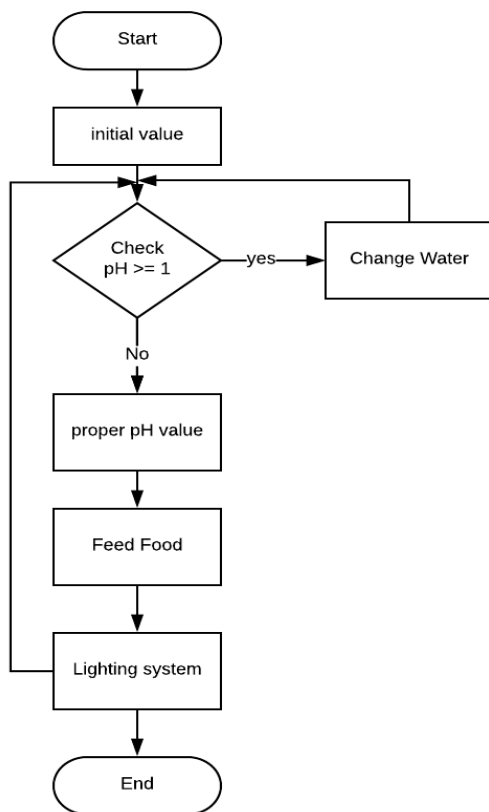 Start
initial value
Check
pH >= 1
yes
Change Water
No
proper pH value
Feed Food
Lighting system
End